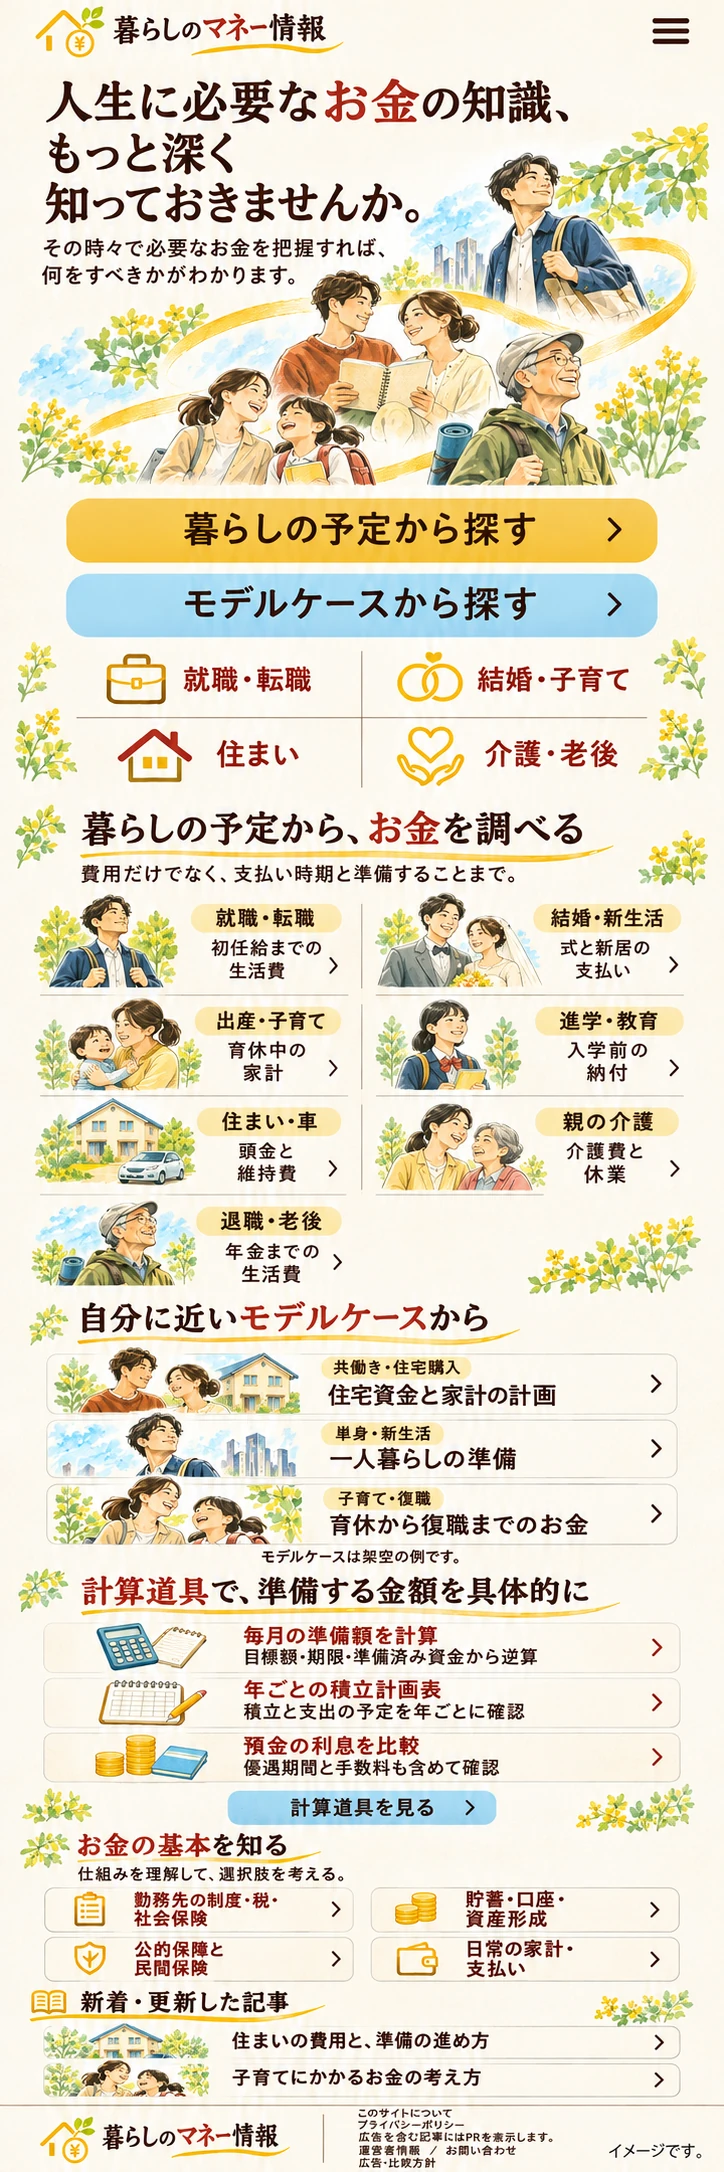 暮らしのマネー情報
人生に必要なお金の知識、
もっと深く
知っておきませんか。
その時々で必要なお金を把握すれば、
何をすべきかがわかります。
暮らしの予定から探す
モデルケースから探す
就職・転職
結婚・子育て
住まい
介護・老後
暮らしの予定から、お金を調べる
費用だけでなく、支払い時期と準備することまで。
就職・転職
初任給までの
生活費
結婚・新生活
式と新居の
支払い
出産・子育て
育休中の
家計
進学・教育
入学前の
納付
住まい・車
頭金と
維持費
親の介護
介護費と
休業
退職・老後
年金までの
生活費
自分に近いモデルケースから
共働き・住宅購入
住宅資金と家計の計画
単身・新生活
一人暮らしの準備
子育て・復職
育休から復職までのお金
モデルケースは架空の例です。
計算道具で、準備する金額を具体的に
毎月の準備額を計算
目標額・期限・準備済み資金から逆算
年ごとの積立計画表
積立と支出の予定を年ごとに確認
預金の利息を比較
優遇期間と手数料も含めて確認
計算道具を見る
お金の基本を知る
仕組みを理解して、選択肢を考える。
勤務先の制度・税・
社会保険
貯蓄・口座・
資産形成
公的保障と
民間保険
日常の家計・
支払い
新着・更新した記事
住まいの費用と、準備の進め方
子育てにかかるお金の考え方
暮らしのマネー情報
このサイトについて
プライバシーポリシー
広告を含む記事にはPRを表示します。
運営者情報 / お問い合わせ
広告・比較方針
イメージです。